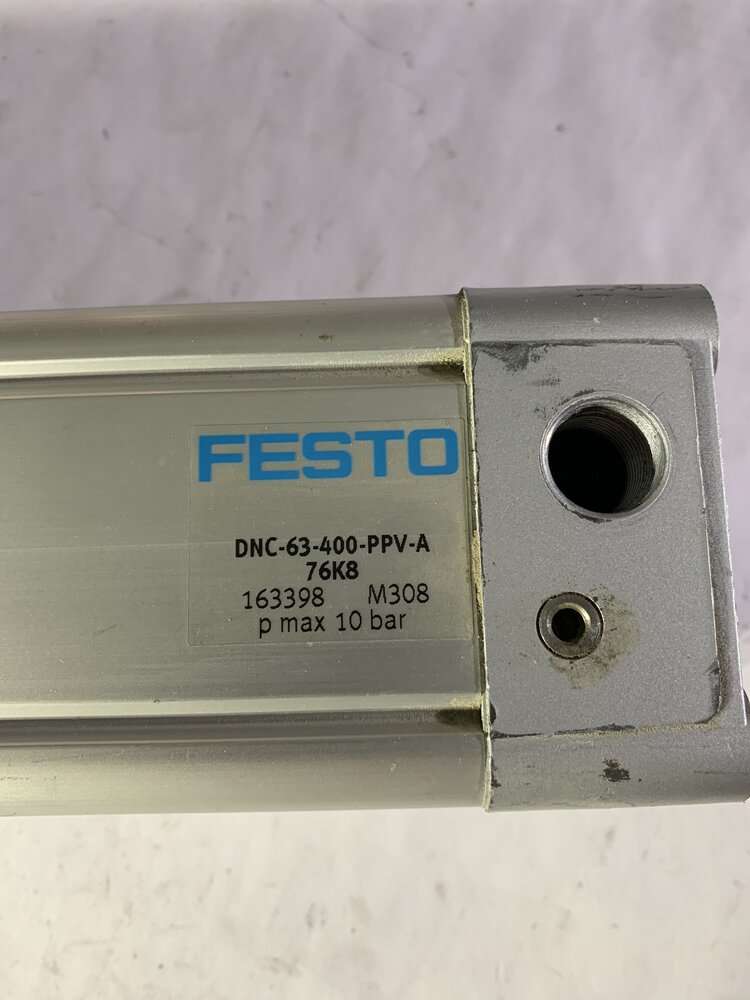 FESTO
DNC-63-400-PPV-A
76K8
163398 M308
p max 10 bar